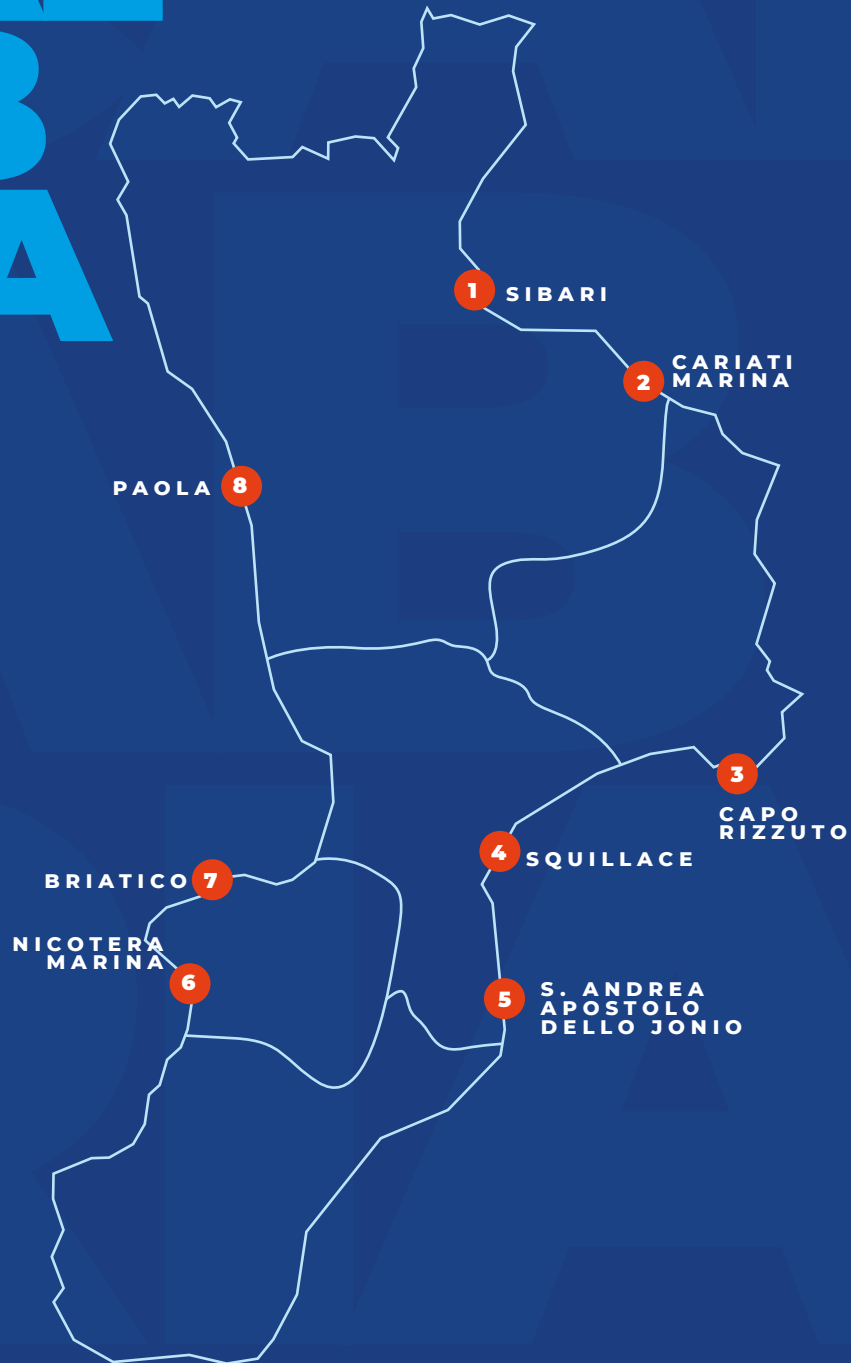 B
A
1 SIBARI
2 CARIATI
MARINA
PAOLA 8
3
CAPO
RIZZUTO
4 SQUILLACE
BRIATICO 7
NICOTERA
MARINA
6
5 S. ANDREA
APOSTOLO
DELLO JONIO